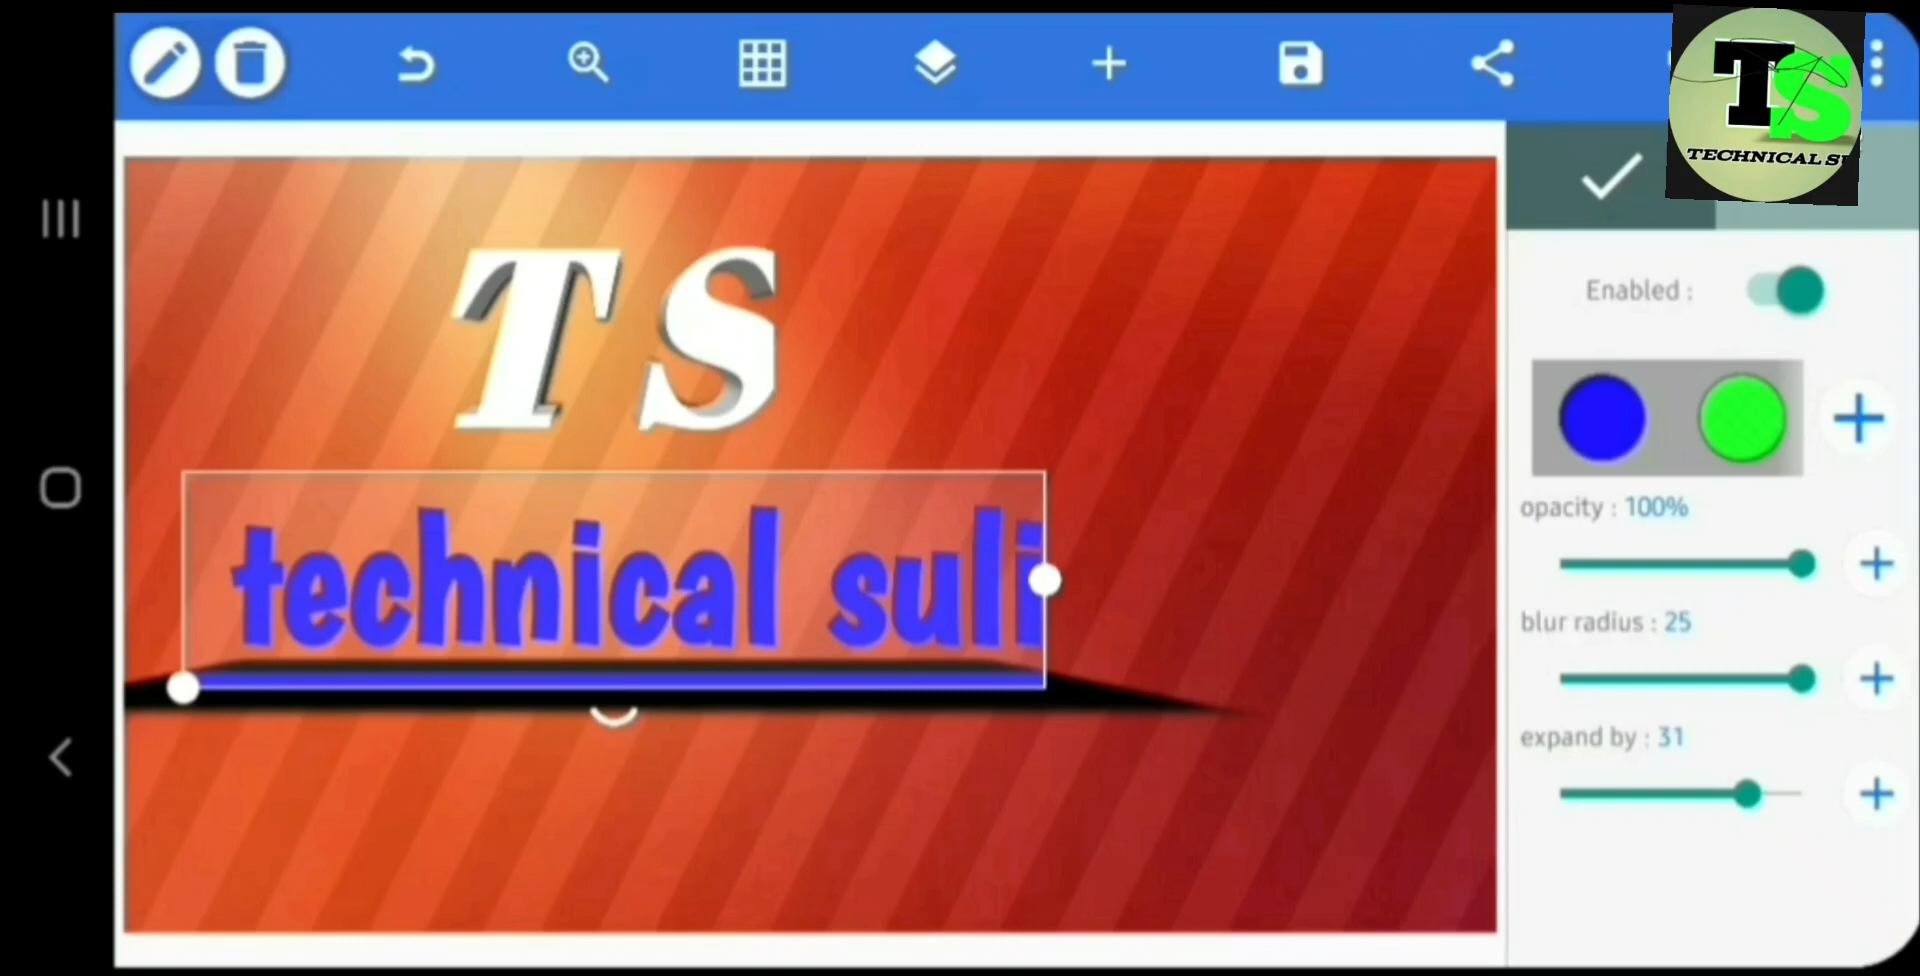 TS
TECHNICAL S
Enabled :
TS
opacity : 100%
technical suli
blur radius : 25
expand by : 31